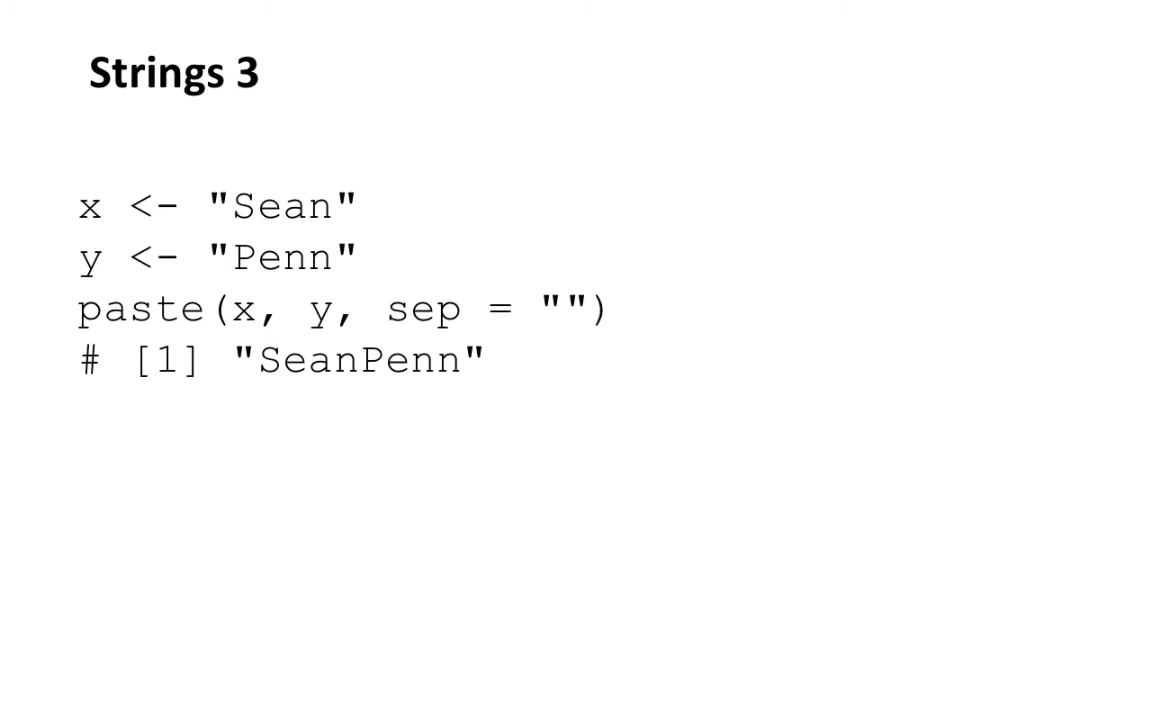 Strings 3
x <- "Sean"
y <- "Penn"
paste(x, y, sep = "")
# [1] "SeanPenn"